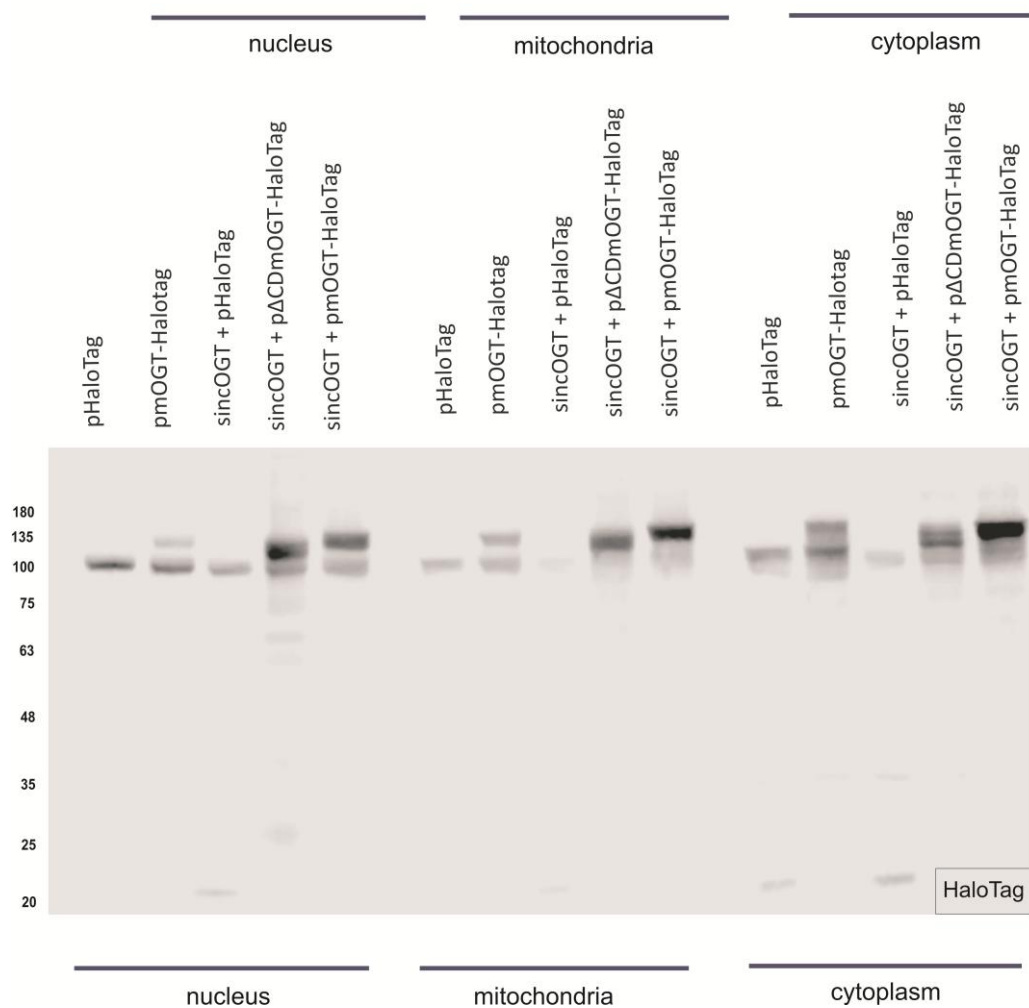 nucleus
mitochondria
cytoplasm
pHaloTag
pmOGT-Halotag
sincOGT + pHaloTag
sincOGT + pΔCDmOGT-HaloTag
sincOGT + pmOGT-HaloTag
pHaloTag
pmOGT-Halotag
sincOGT + pHaloTag
sincOGT + pΔCDmOGT-HaloTag
sincOGT + pmOGT-HaloTag
pHaloTag
pmOGT-Halotag
sincOGT + pHaloTag
sincOGT + pΔCDmOGT-HaloTag
sincOGT + pmOGT-HaloTag
180
135
100
75
63
48
35
25
20
HaloTag
nucleus
mitochondria
cytoplasm